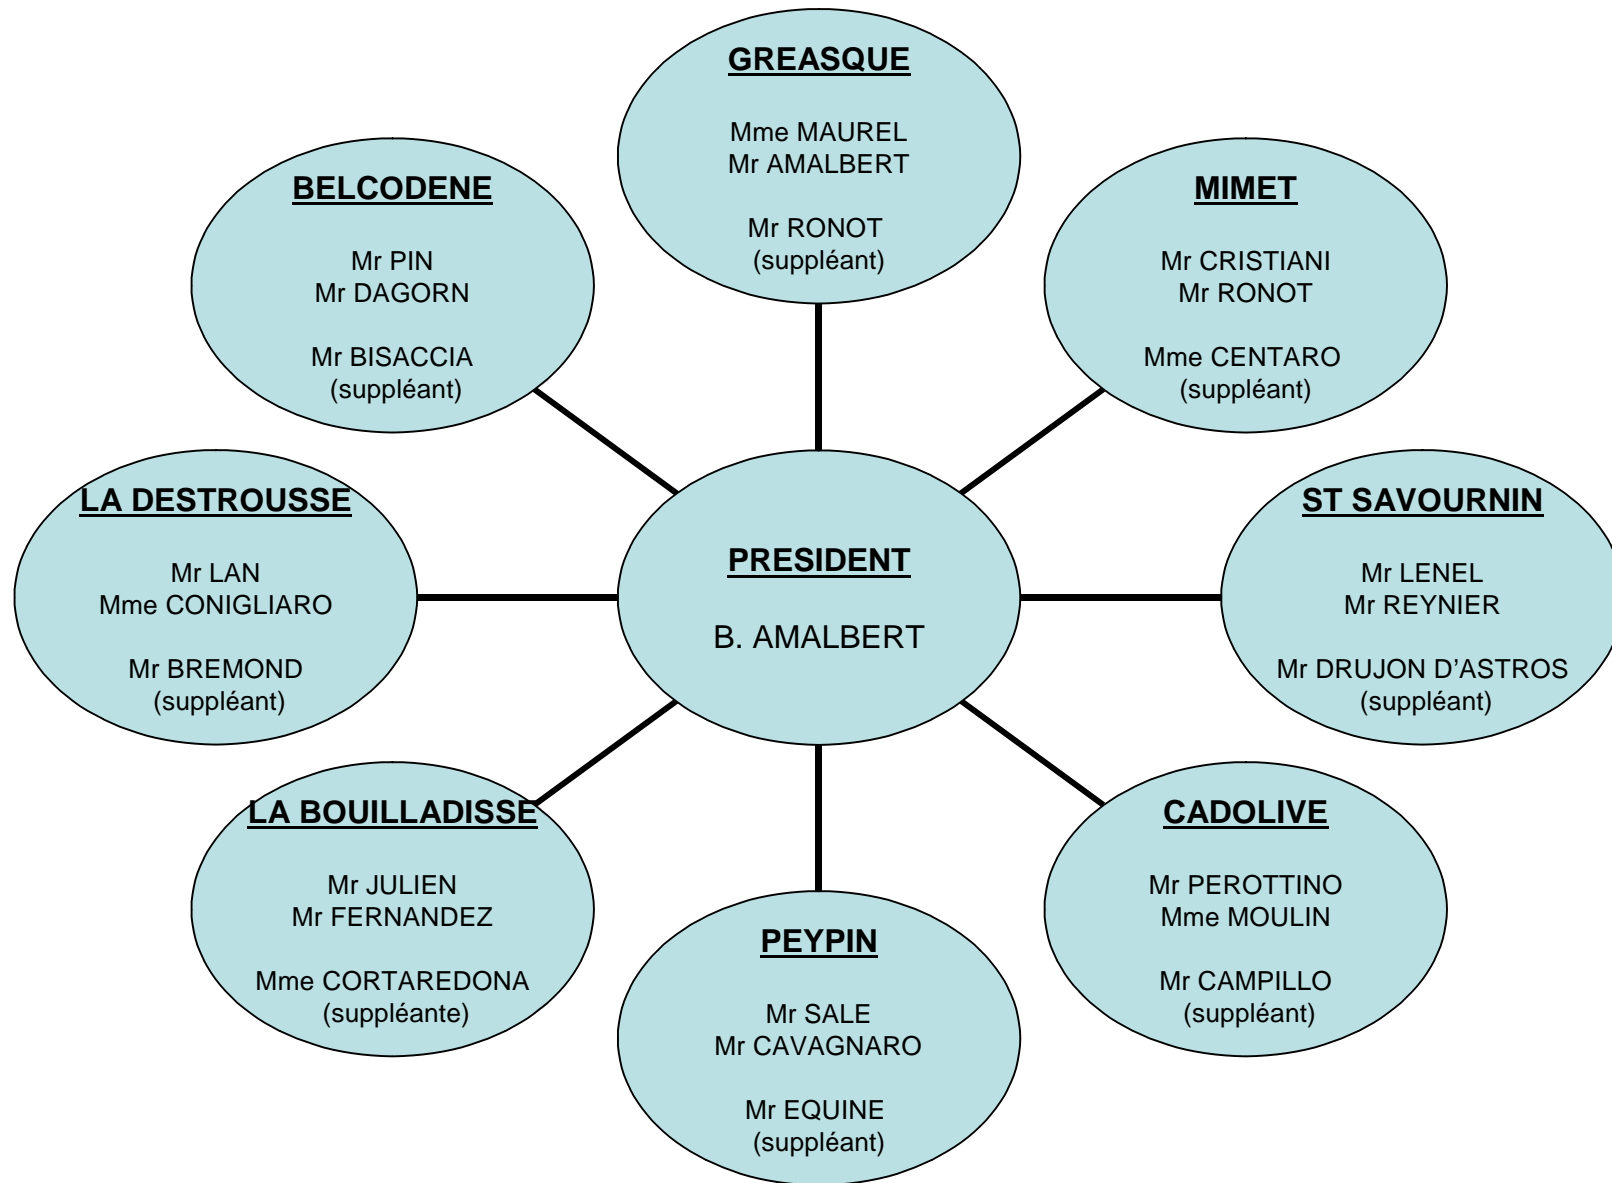 GREASQUE
Mme MAUREL
Mr AMALBERT
Mr RONOT
(suppléant)
BELCODENE
Mr PIN
Mr DAGORN
Mr BISACCIA
(suppléant)
MIMET
Mr CRISTIANI
Mr RONOT
Mme CENTARO
(suppléant)
LA DESTROUSSE
Mr LAN
Mme CONIGLIARO
Mr BREMOND
(suppléant)
PRESIDENT
B. AMALBERT
ST SAVOURNIN
Mr LENEL
Mr REYNIER
Mr DRUJON D'ASTROS
(suppléant)
LA BOUILLADISSE
Mr JULIEN
Mr FERNANDEZ
Mme CORTAREDONA
(suppléante)
PEYPIN
Mr SALE
Mr CAVAGNARO
Mr EQUINE
(suppléant)
CADOLIVE
Mr PEROTTINO
Mme MOULIN
Mr CAMPILLO
(suppléant)